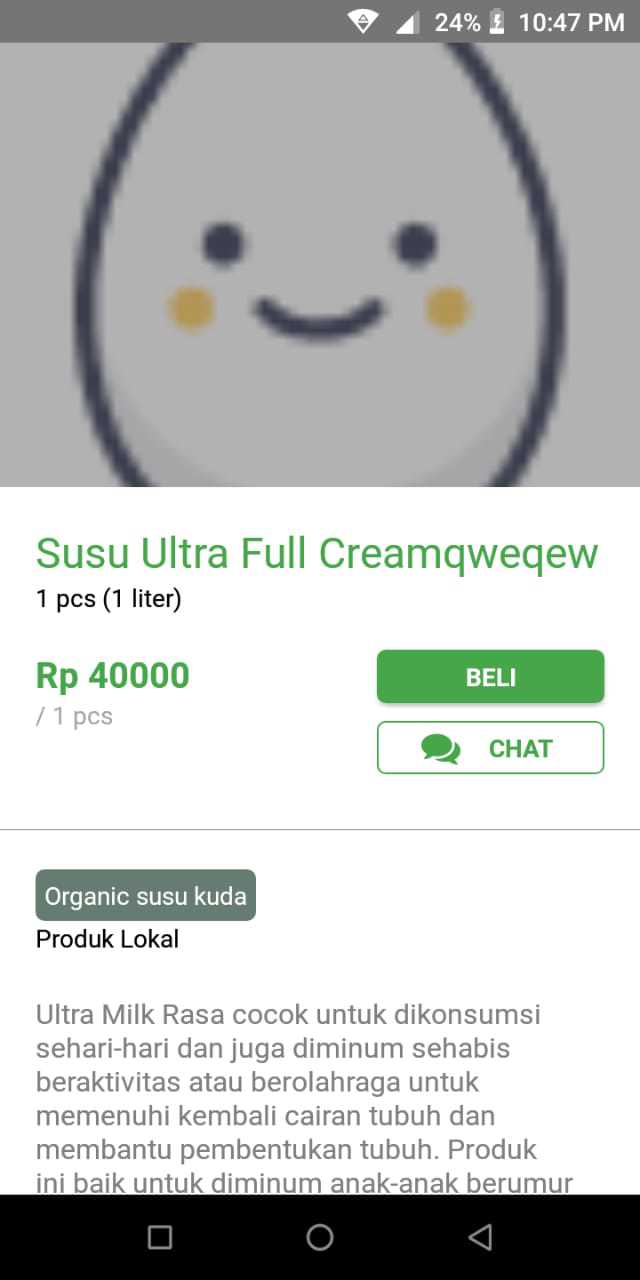 24% 10:47 PM
Susu Ultra Full Creamqweqew
1 pcs (1 liter)
Rp 40000
/ 1 pcs
BELI
CHAT
Organic susu kuda
Produk Lokal
Ultra Milk Rasa cocok untuk dikonsumsi
sehari-hari dan juga diminum sehabis
beraktivitas atau berolahraga untuk
memenuhi kembali cairan tubuh dan
membantu pembentukan tubuh. Produk
ini baik untuk diminum anak-anak berumur